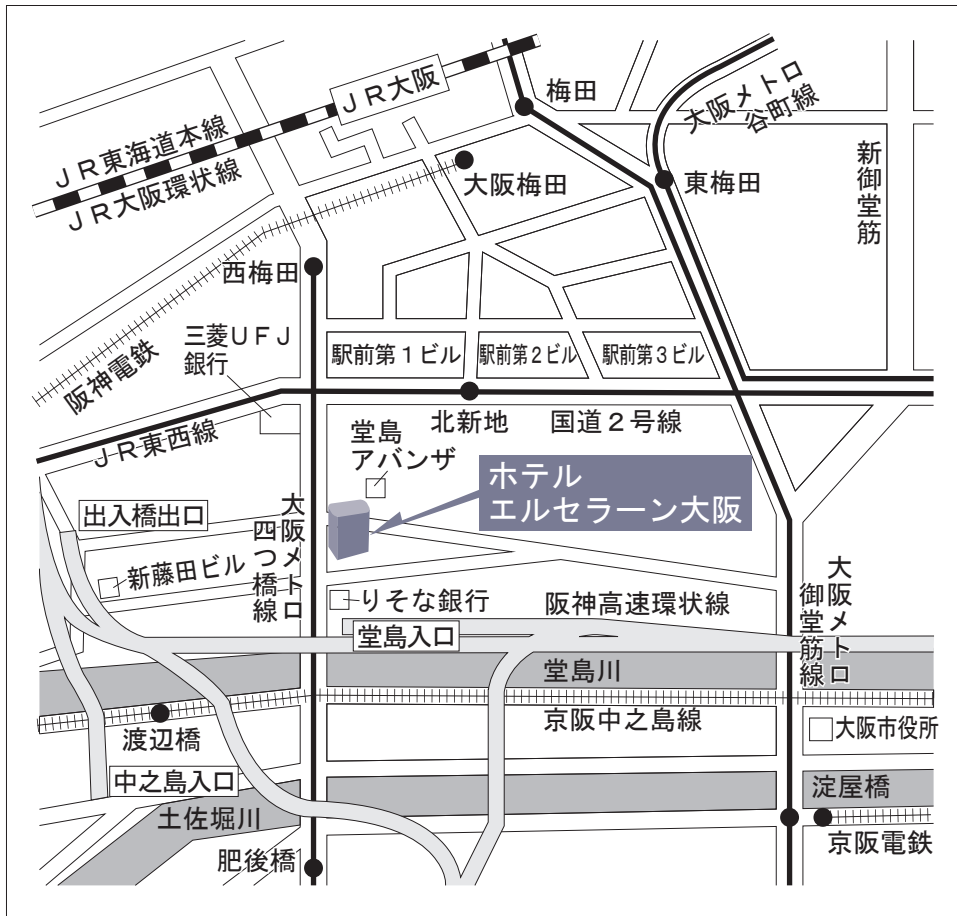 ＪＲ大阪
梅田
大阪メトロ
谷町線
ＪＲ東海道本線
ＪＲ大阪環状線
大阪梅田
東梅田
新御堂筋
西梅田
三菱ＵＦＪ
銀行
駅前第１ビル
駅前第２ビル
駅前第３ビル
阪神電鉄
北新地
国道２号線
ＪＲ東西線
堂島
アバンザ
ホテル
エルセラーン大阪
出入橋出口
大阪メトロ
四つ橋線
新藤田ビル
りそな銀行
阪神高速環状線
大阪メトロ
御堂筋線
堂島入口
堂島川
京阪中之島線
渡辺橋
大阪市役所
中之島入口
土佐堀川
淀屋橋
京阪電鉄
肥後橋